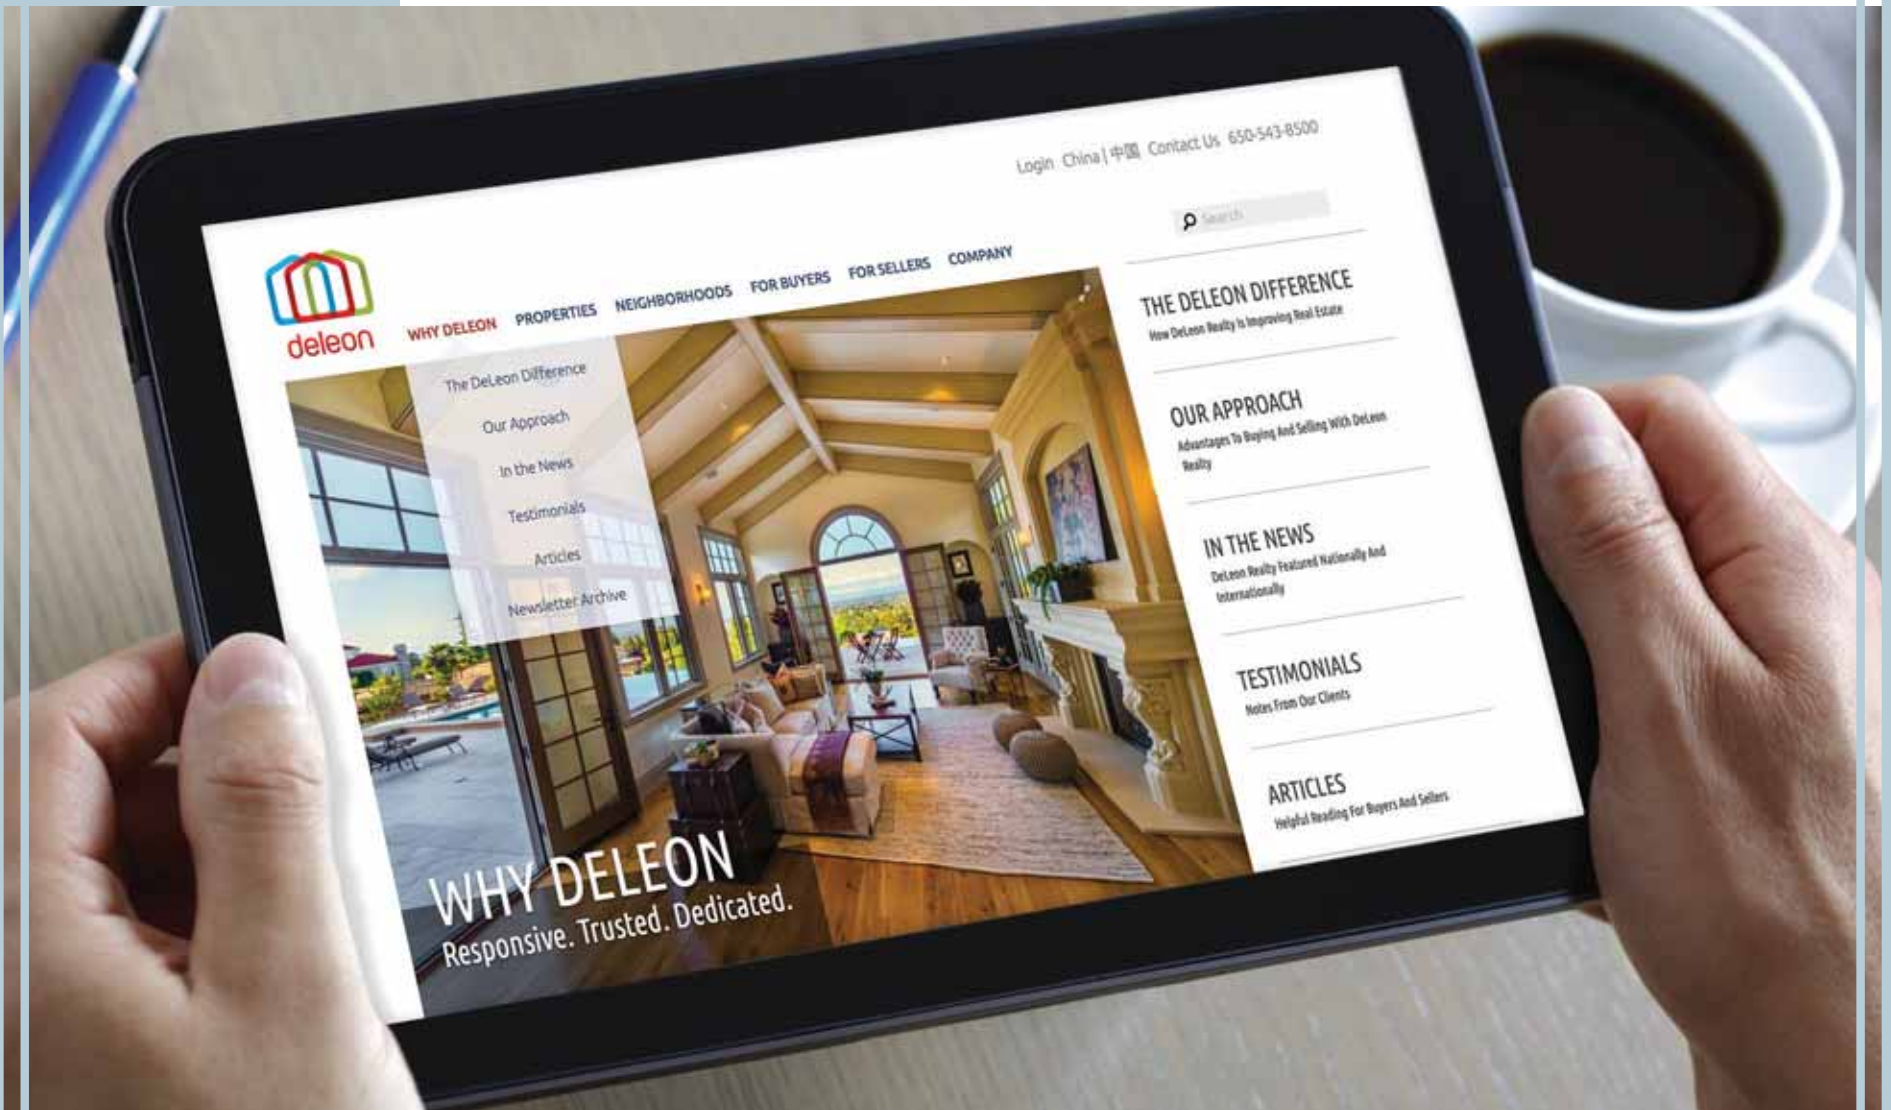 Login China | 中国 Contact Us 650-543-8500
Search
deleon
WHY DELEON PROPERTIES NEIGHBORHOODS FOR BUYERS FOR SELLERS COMPANY
The DeLeon Difference
Our Approach
In the News
Testimonials
Articles
Newsletter Archive
WHY DELEON
Responsive. Trusted. Dedicated.
THE DELEON DIFFERENCE
How DeLeon Realty Is Improving Real Estate
OUR APPROACH
Advantages To Buying And Selling With DeLeon
Realty
IN THE NEWS
DeLeon Realty Featured Nationally And
Internationally
TESTIMONIALS
Notes From Our Clients
ARTICLES
Helpful Reading For Buyers And Sellers